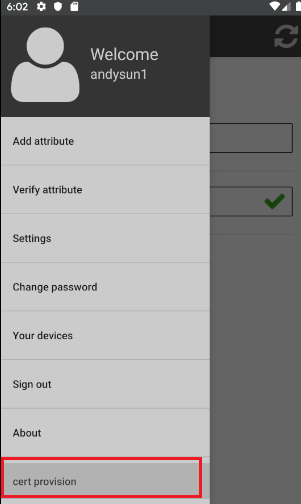 6:02
Welcome
andysun1
Add attribute
Verify attribute
Settings
Change password
Your devices
Sign out
About
cert provision